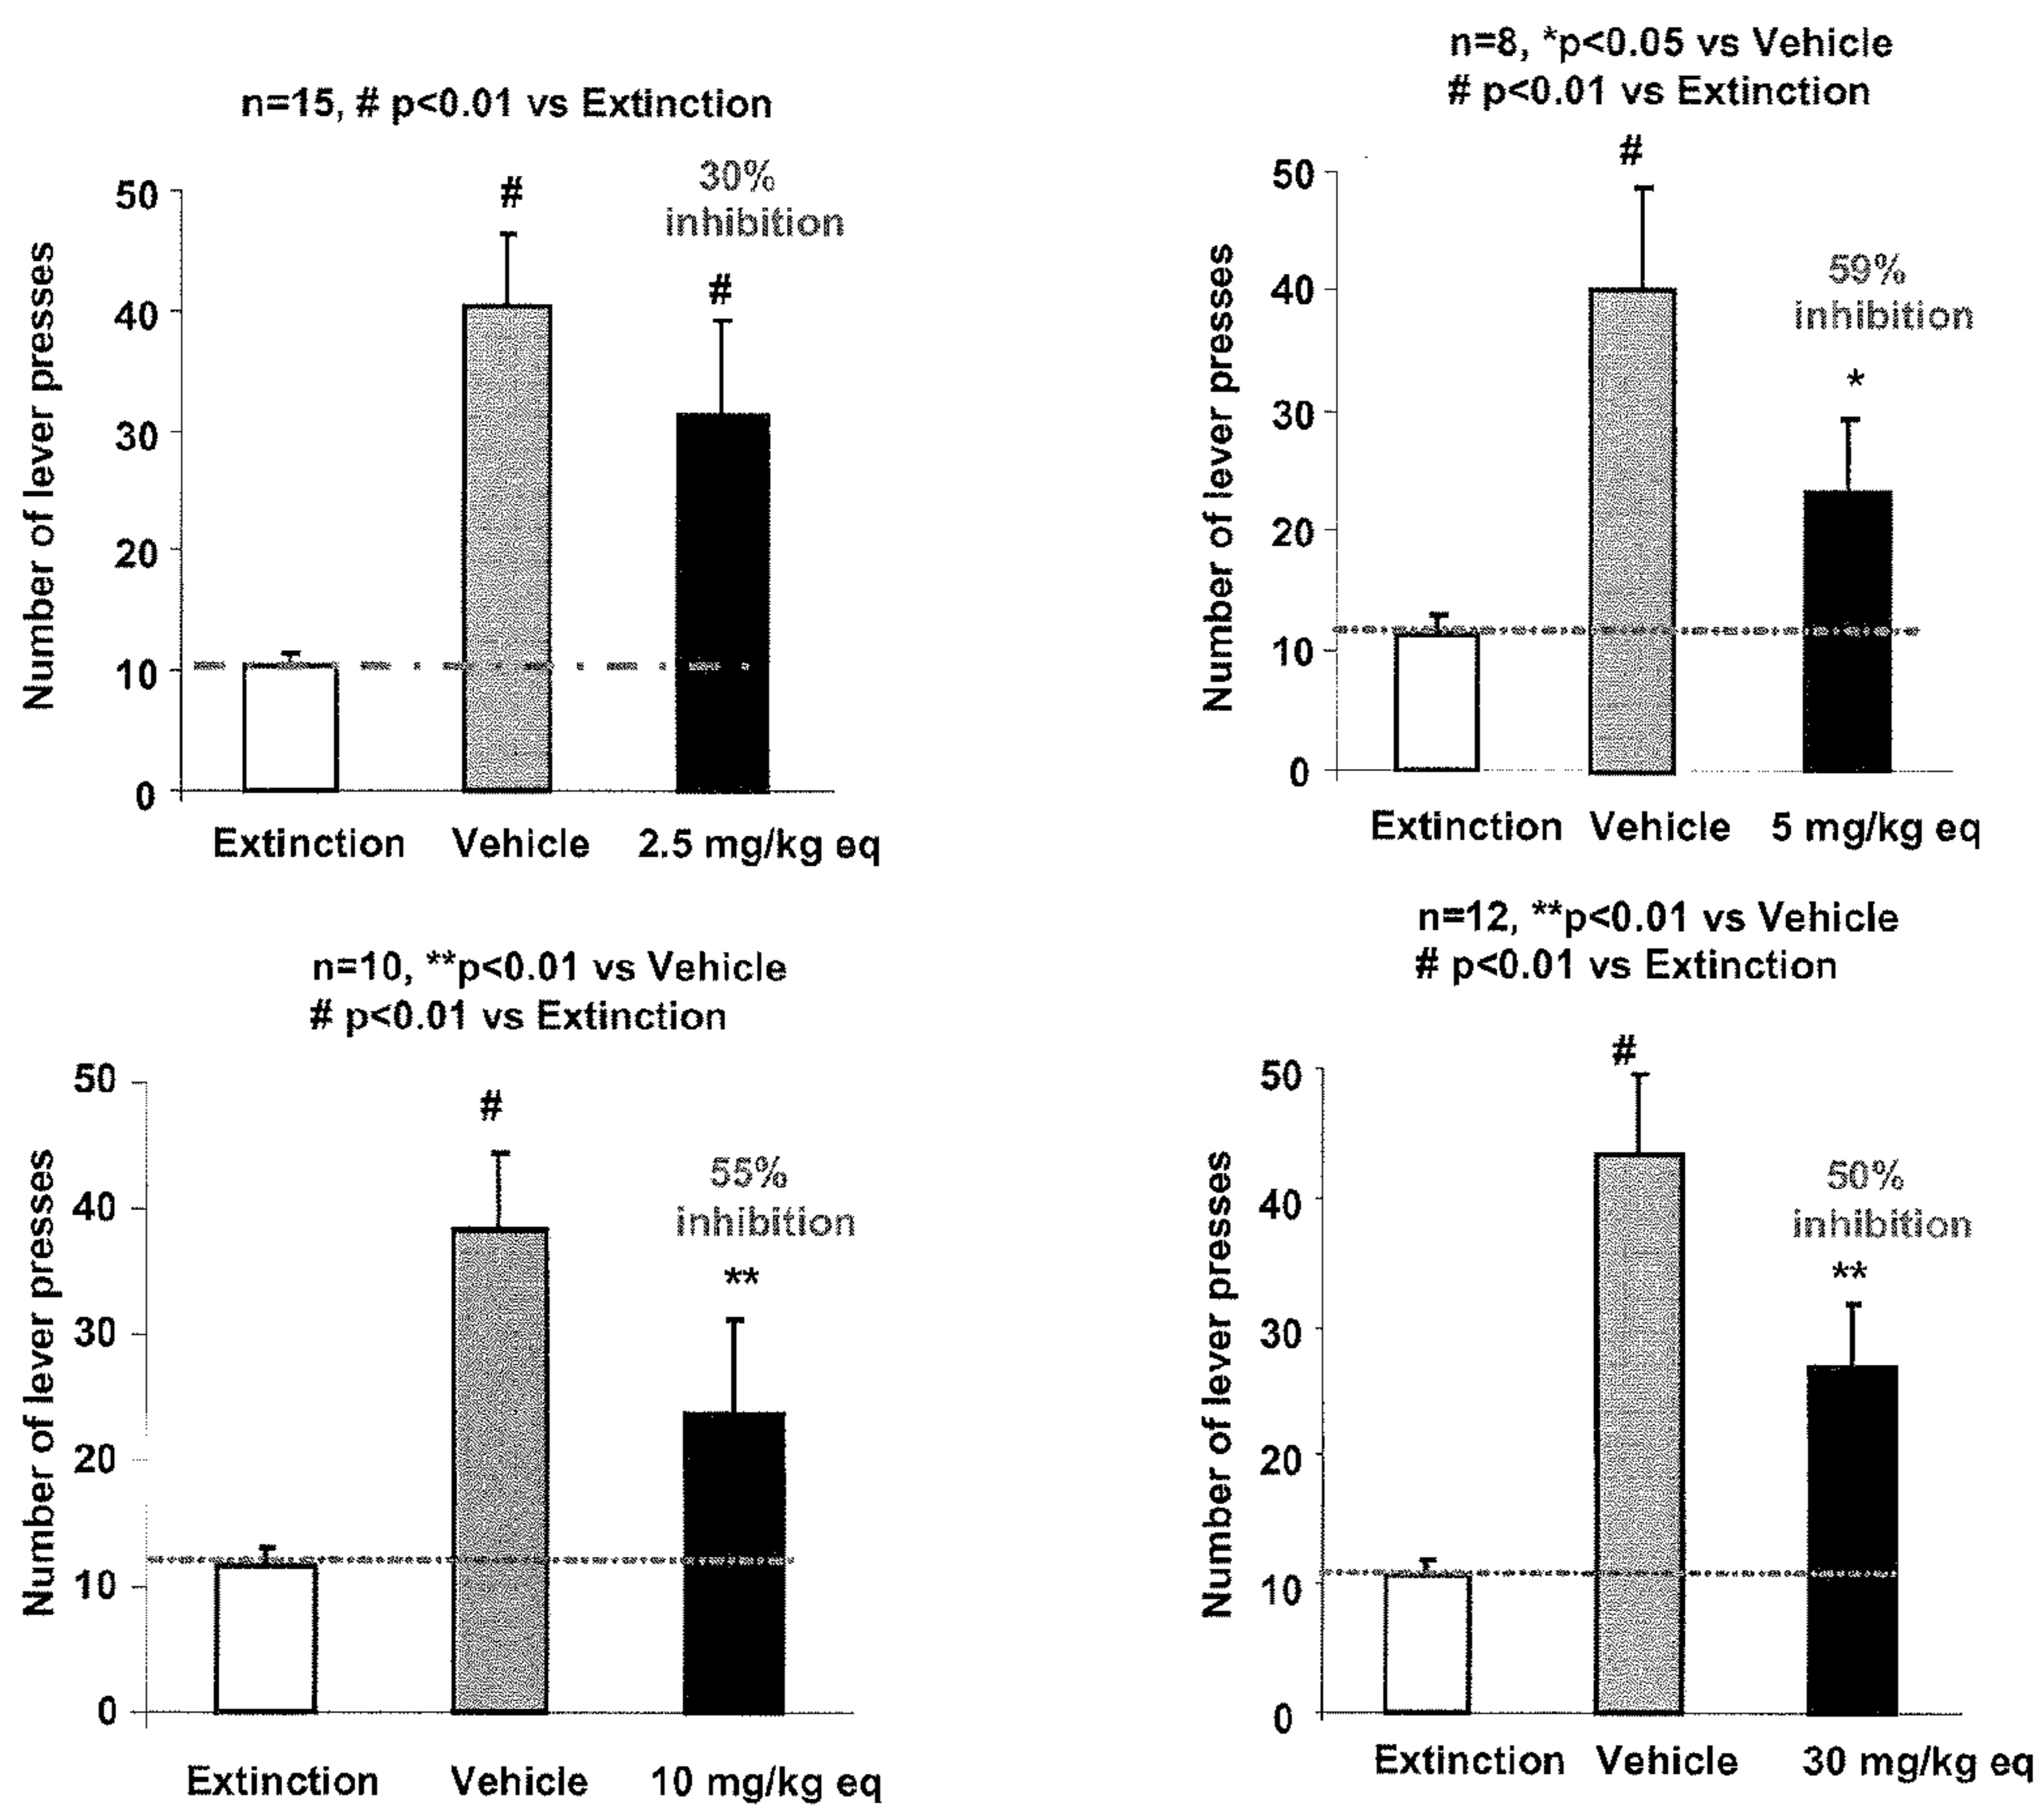 n=15, # p<0.01 vs Extinction
30%
inhibition
#
#
Number of lever presses
50
40
30
20
10
0
Extinction Vehicle 2.5 mg/kg eq
n=8, *p<0.05 vs Vehicle
# p<0.01 vs Extinction
#
59%
inhibition
*
Number of lever presses
50
40
30
20
10
0
Extinction Vehicle 5 mg/kg eq
n=10, **p<0.01 vs Vehicle
# p<0.01 vs Extinction
#
55%
inhibition
**
Number of lever presses
50
40
30
20
10
0
Extinction Vehicle 10 mg/kg eq
n=12, **p<0.01 vs Vehicle
# p<0.01 vs Extinction
#
50%
inhibition
**
Number of lever presses
50
40
30
20
10
0
Extinction Vehicle 30 mg/kg eq